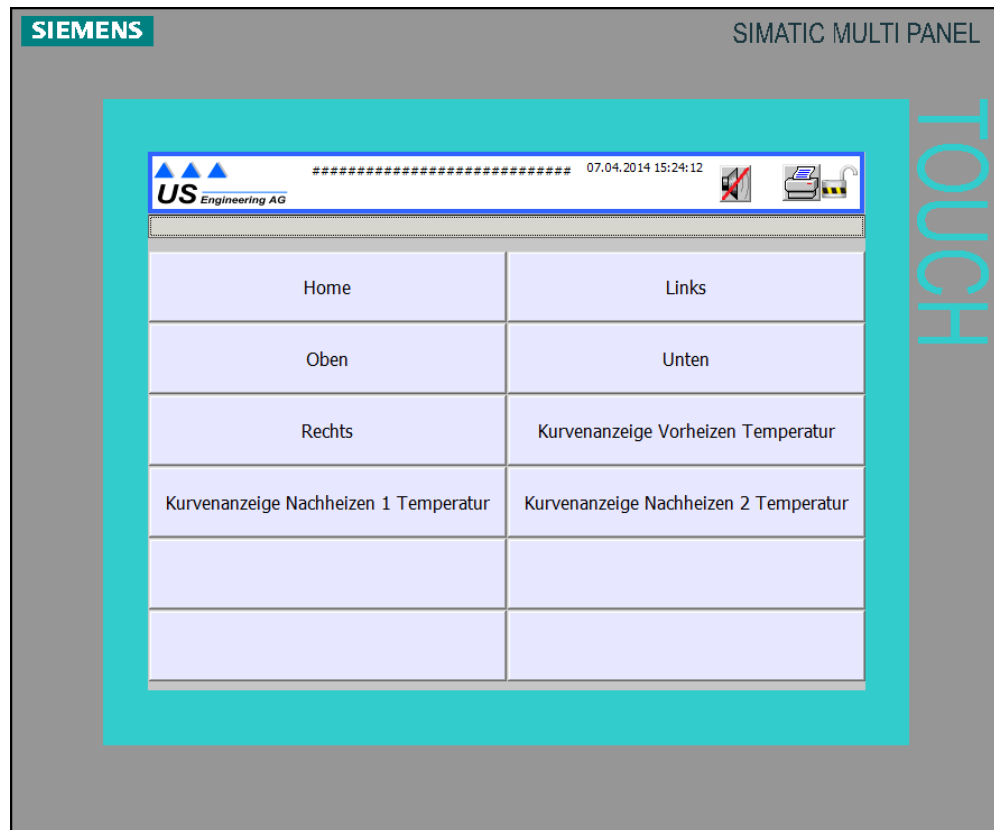 SIEMENS
SIMATIC MULTI PANEL
TOUCH
US Engineering AG
############################# 07.04.2014 15:24:12
Home
Links
Oben
Unten
Rechts
Kurvenanzeige Vorheizen Temperatur
Kurvenanzeige Nachheizen 1 Temperatur
Kurvenanzeige Nachheizen 2 Temperatur